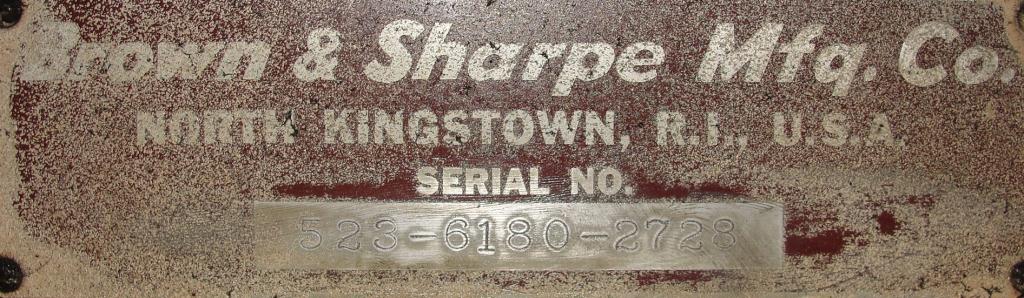 Brown & Sharpe Mfg. Co.
NORTH KINGSTOWN, R.I., U.S.A.
SERIAL NO.
523-6180-2728